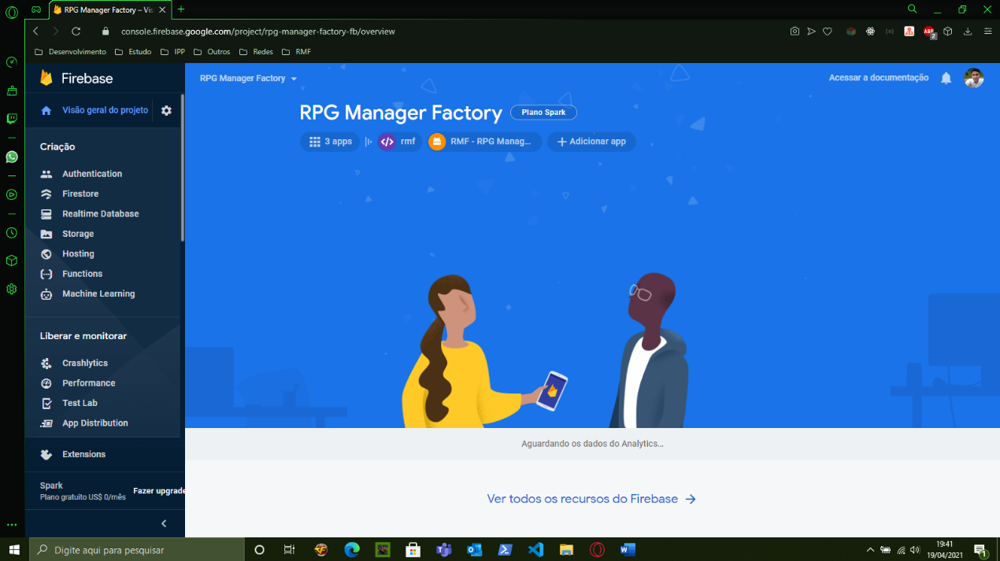 RPG Manager Factory – Vis
console.firebase.google.com/project/rpg-manager-factory-fb/overview
ABP
2
Desenvolvimento
Estudo
IPP
Outros
Redes
RMF
Firebase
Visão geral do projeto
Criação
Authentication
Firestore
Realtime Database
Storage
Hosting
Functions
Machine Learning
Liberar e monitorar
Crashlytics
Performance
Test Lab
App Distribution
Extensions
Spark
Plano gratuito US$ 0/mês
Fazer upgrade
RPG Manager Factory
Acessar a documentação
RPG Manager Factory
Plano Spark
3 apps
rmf
RMF - RPG Manag...
Adicionar app
Aguardando os dados do Analytics...
Ver todos os recursos do Firebase
Digite aqui para pesquisar
19:41
19/04/2021
1